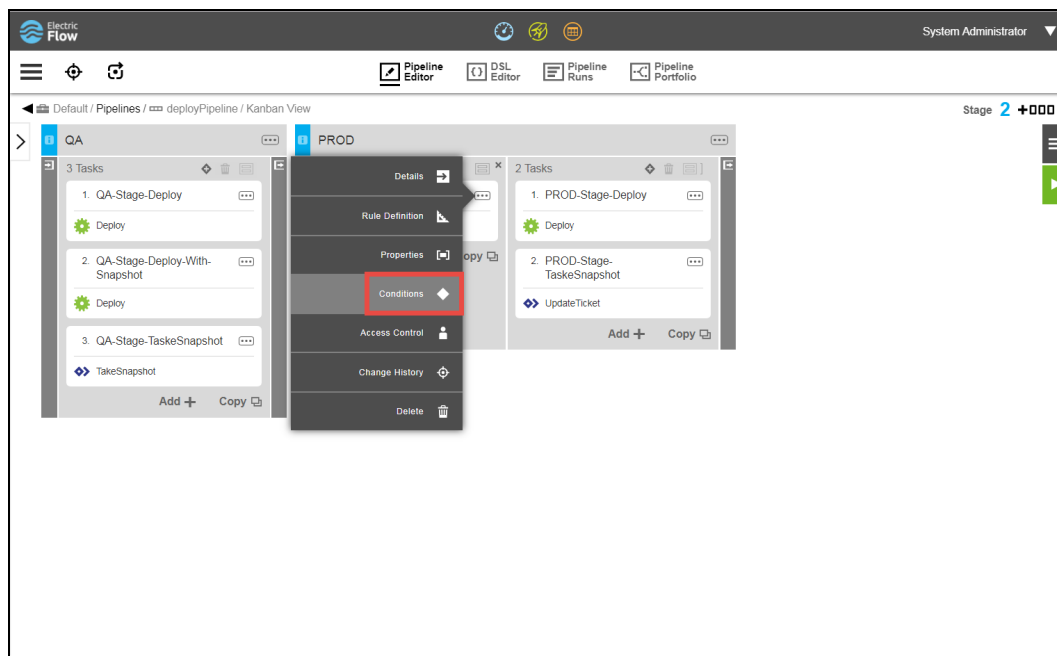 Electric
Flow
System Administrator
Pipeline
Editor
DSL
Editor
Pipeline
Runs
Pipeline
Portfolio
Default / Pipelines / deployPipeline / Kanban View
Stage 2
QA
PROD
3 Tasks
1. QA-Stage-Deploy
Deploy
2. QA-Stage-Deploy-With-
Snapshot
Deploy
3. QA-Stage-TaskeSnapshot
TakeSnapshot
Add + Copy
Details
Rule Definition
Properties
Conditions
Access Control
Change History
Delete
opy
2 Tasks
1. PROD-Stage-Deploy
Deploy
2. PROD-Stage-
TaskeSnapshot
UpdateTicket
Add + Copy